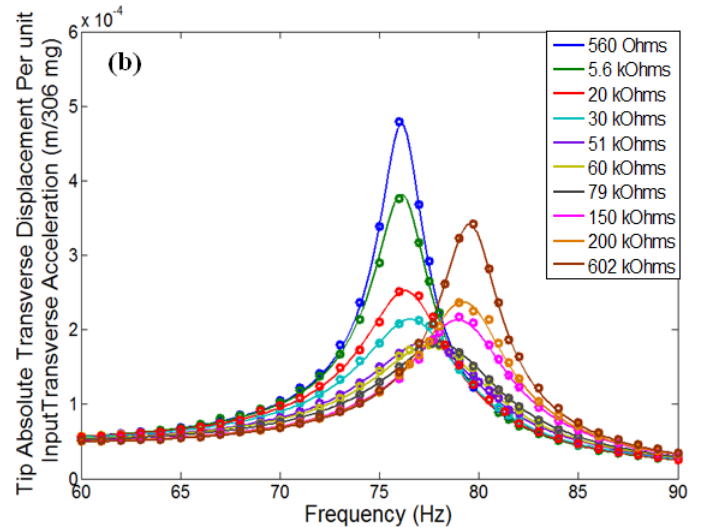 6 x 10⁻⁴
(b)
560 Ohms
5.6 kOhms
20 kOhms
30 kOhms
51 kOhms
60 kOhms
79 kOhms
150 kOhms
200 kOhms
602 kOhms
5
4
3
2
1
0
60 65 70 75 80 85 90
Frequency (Hz)
Tip Absolute Transverse Displacement Per unit
InputTransverse Acceleration (m/306 mg)